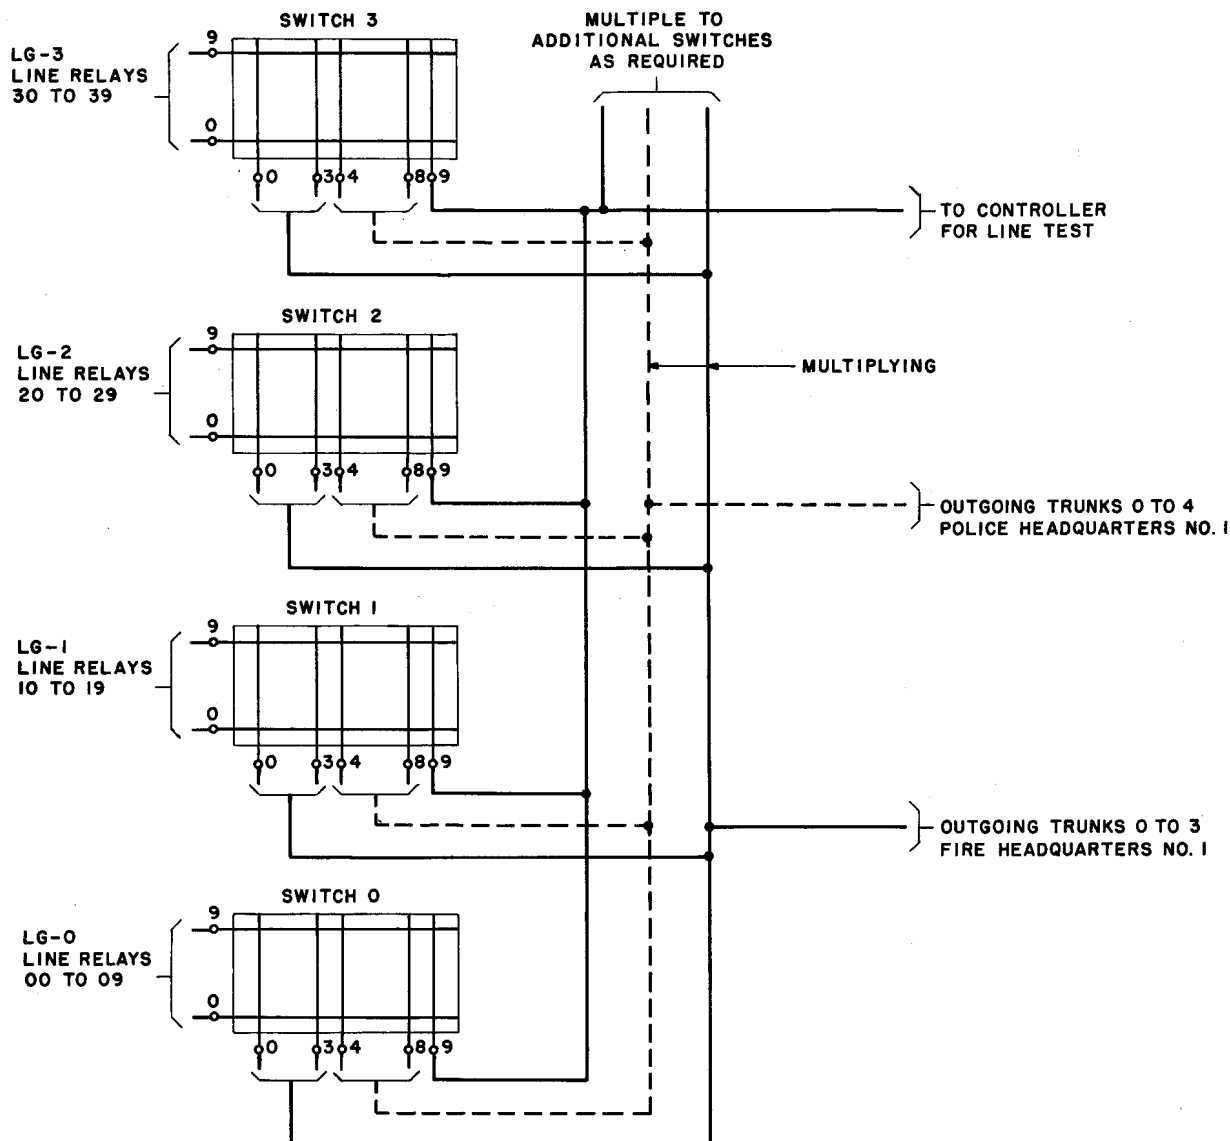 SWITCH 3
MULTIPLE TO
ADDITIONAL SWITCHES
AS REQUIRED
LG-3
LINE RELAYS
30 TO 39
9
0
0 3 4 8 9
TO CONTROLLER
FOR LINE TEST
SWITCH 2
LG-2
LINE RELAYS
20 TO 29
9
0
0 3 4 8 9
MULTIPLYING
OUTGOING TRUNKS 0 TO 4
POLICE HEADQUARTERS NO. 1
SWITCH 1
LG-1
LINE RELAYS
10 TO 19
9
0
0 3 4 8 9
OUTGOING TRUNKS 0 TO 3
FIRE HEADQUARTERS NO. 1
SWITCH 0
LG-0
LINE RELAYS
00 TO 09
9
0
0 3 4 8 9